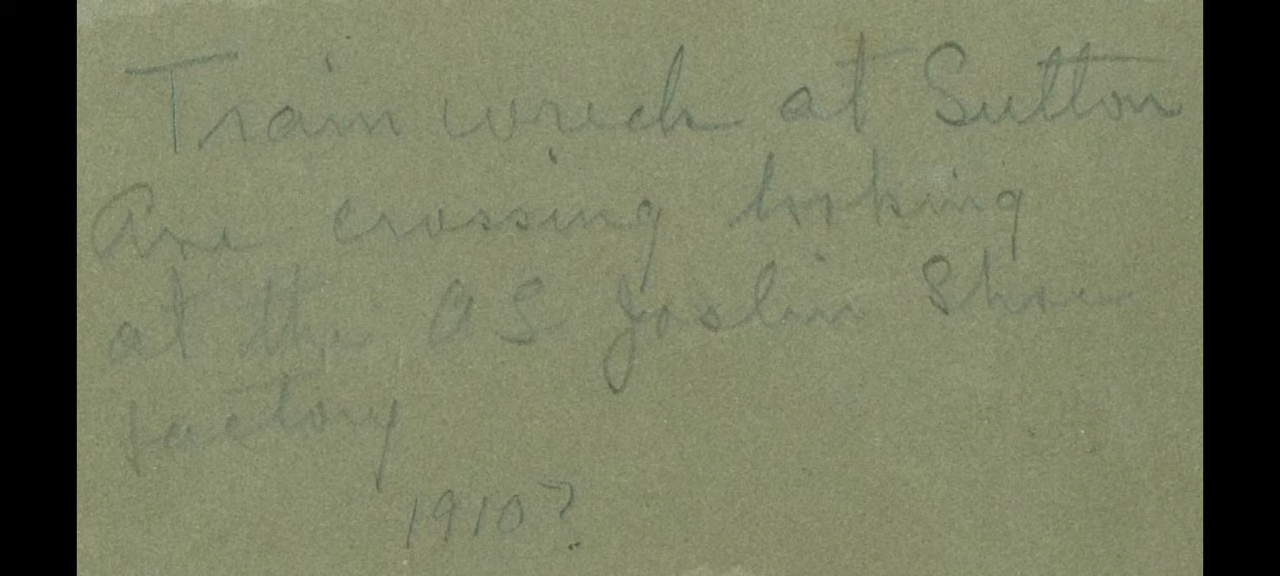 Train wreck at Sutton
Ave crossing looking
at the A S Joslin Shoe
factory
1910?